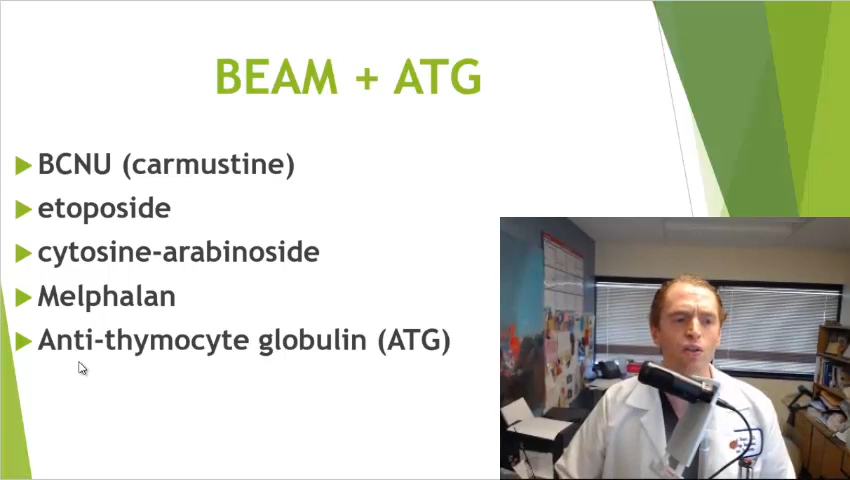 BEAM + ATG
BCNU (carmustine)
etoposide
cytosine-arabinoside
Melphalan
Anti-thymocyte globulin (ATG)